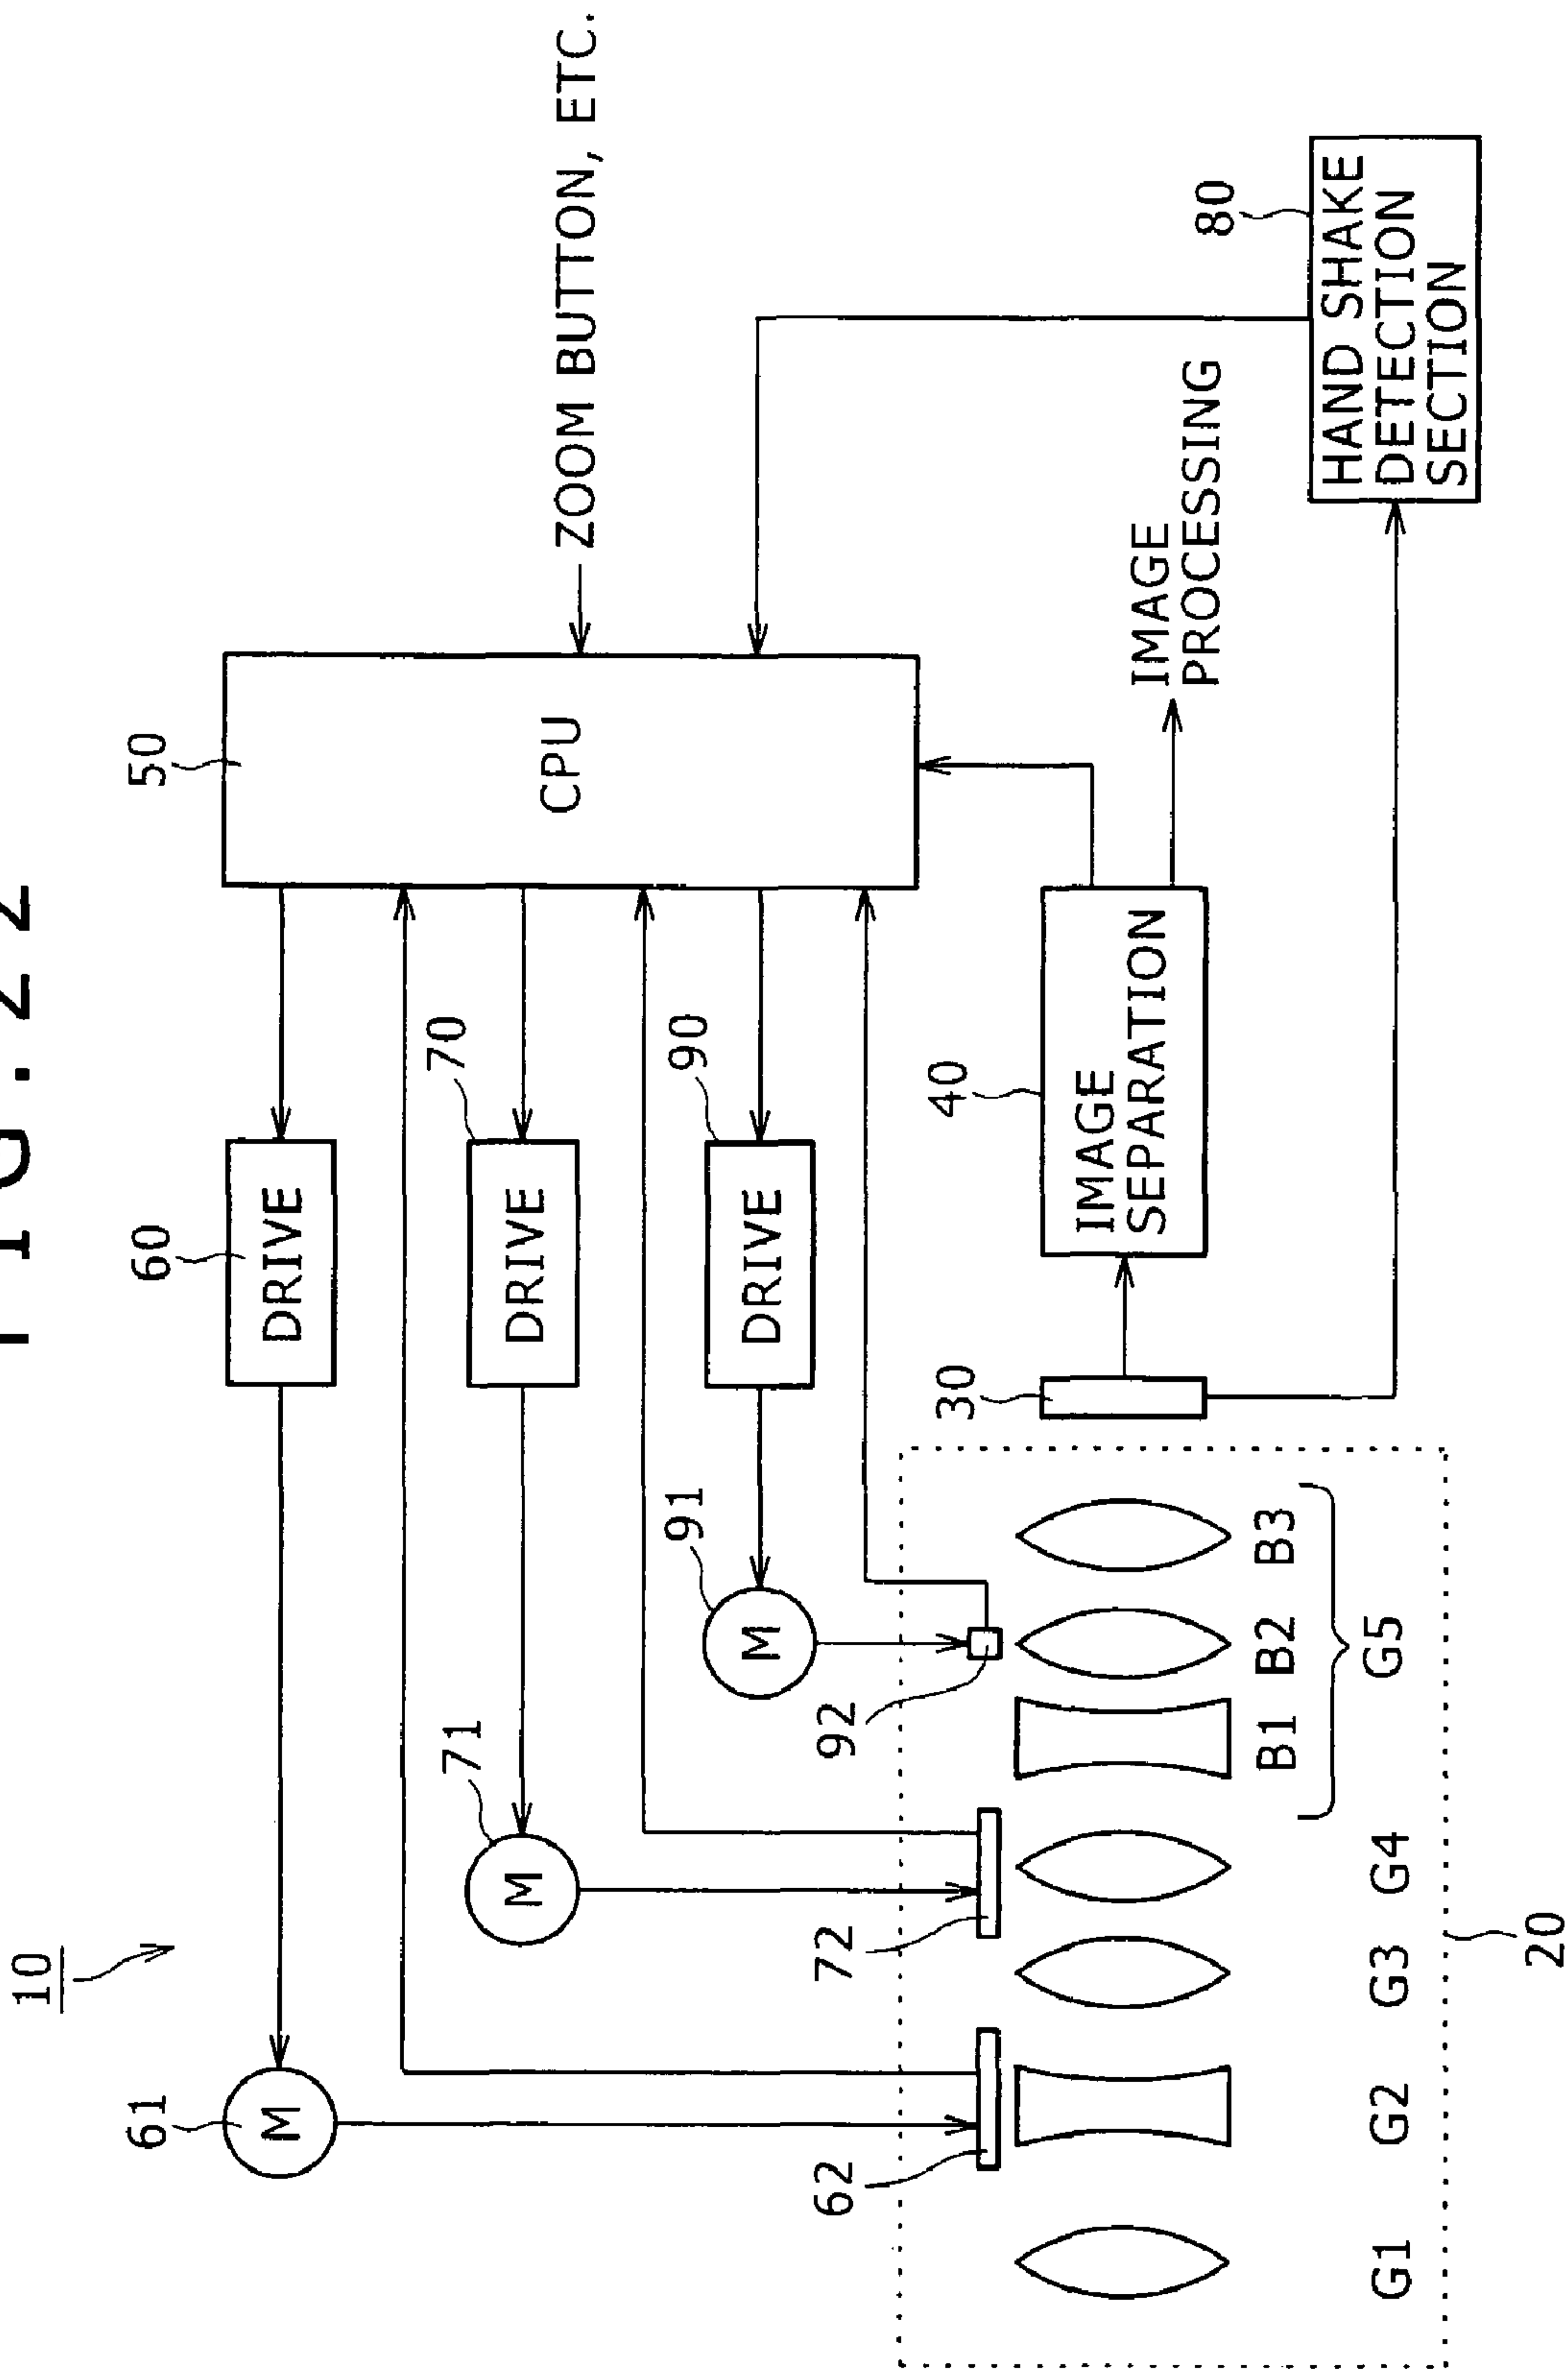 FIG. 22
10
61
M
60
DRIVE
50
CPU
ZOOM BUTTON, ETC.
71
M
70
DRIVE
91
M
90
DRIVE
62
72
92
30
40
IMAGE
SEPARATION
IMAGE
PROCESSING
80
HAND SHAKE
DETECTION
SECTION
B1
B2
B3
G1
G2
G3
G4
G5
20